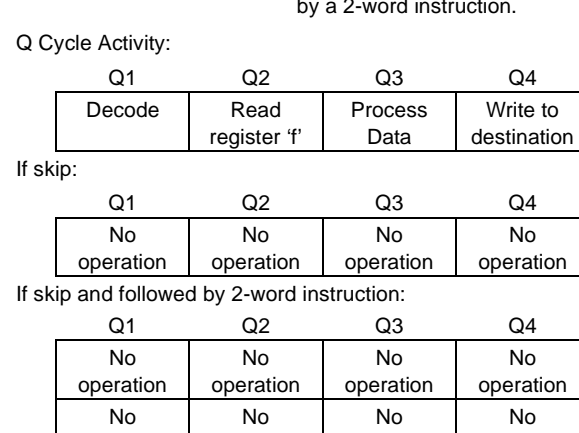 by a 2-word instruction.
Q Cycle Activity:
Q1 Q2 Q3 Q4
Decode Read Process Write to
register ‘f’ Data destination
If skip:
Q1 Q2 Q3 Q4
No No No No
operation operation operation operation
If skip and followed by 2-word instruction:
Q1 Q2 Q3 Q4
No No No No
operation operation operation operation
No No No No